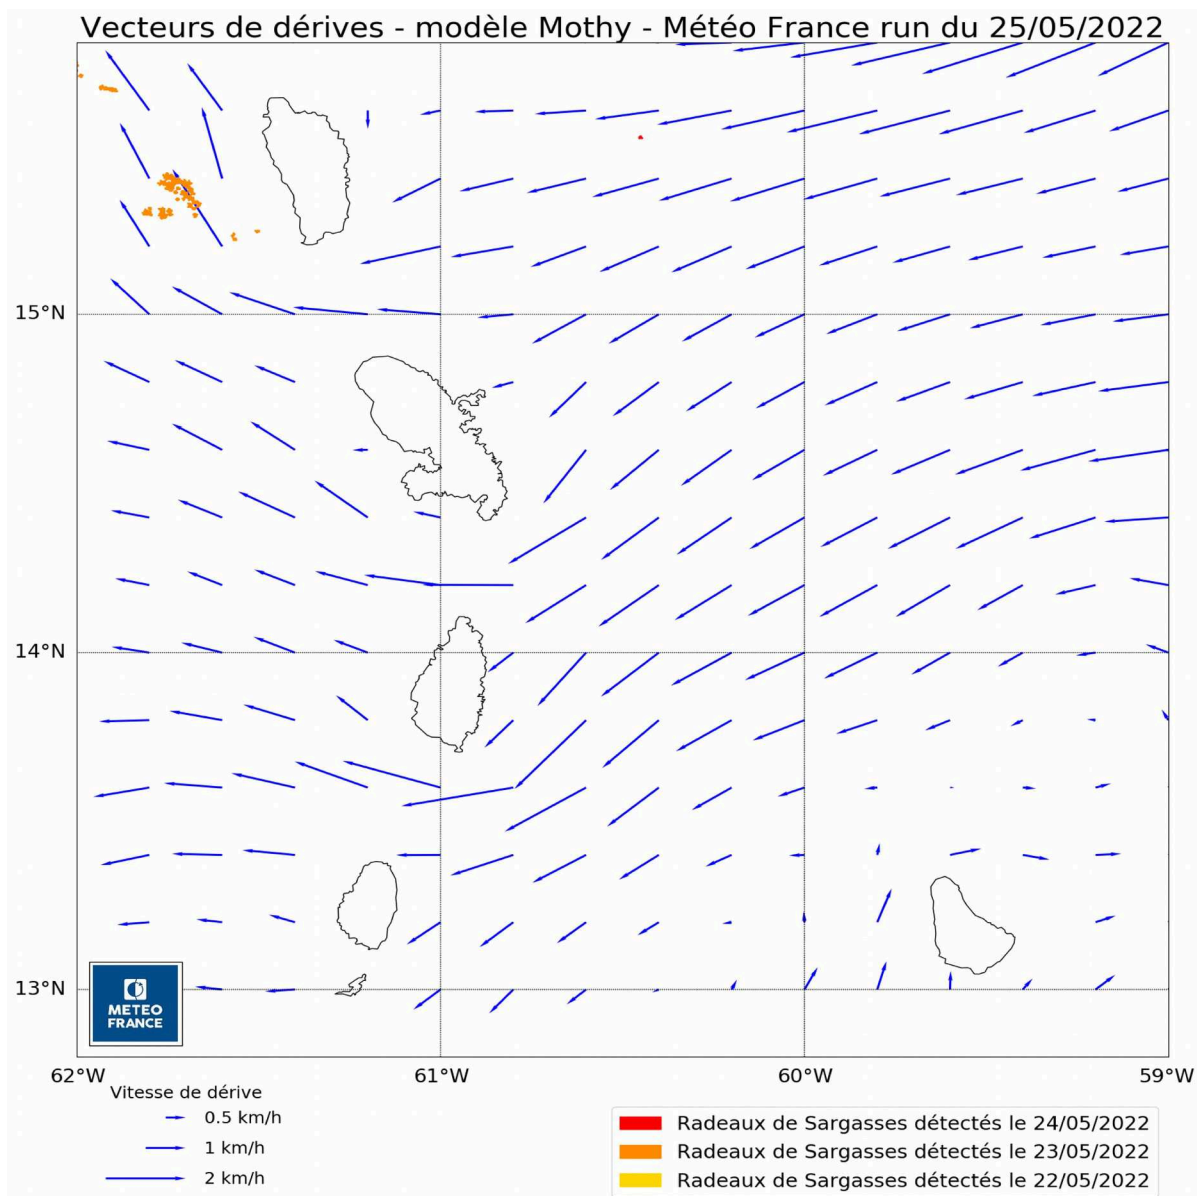 Vecteurs de dérives - modèle Mothy - Météo France run du 25/05/2022
15°N
14°N
13°N
METEO
FRANCE
62°W
61°W
60°W
59°W
Vitesse de dérive
0.5 km/h
1 km/h
2 km/h
Radeaux de Sargasses détectés le 24/05/2022
Radeaux de Sargasses détectés le 23/05/2022
Radeaux de Sargasses détectés le 22/05/2022